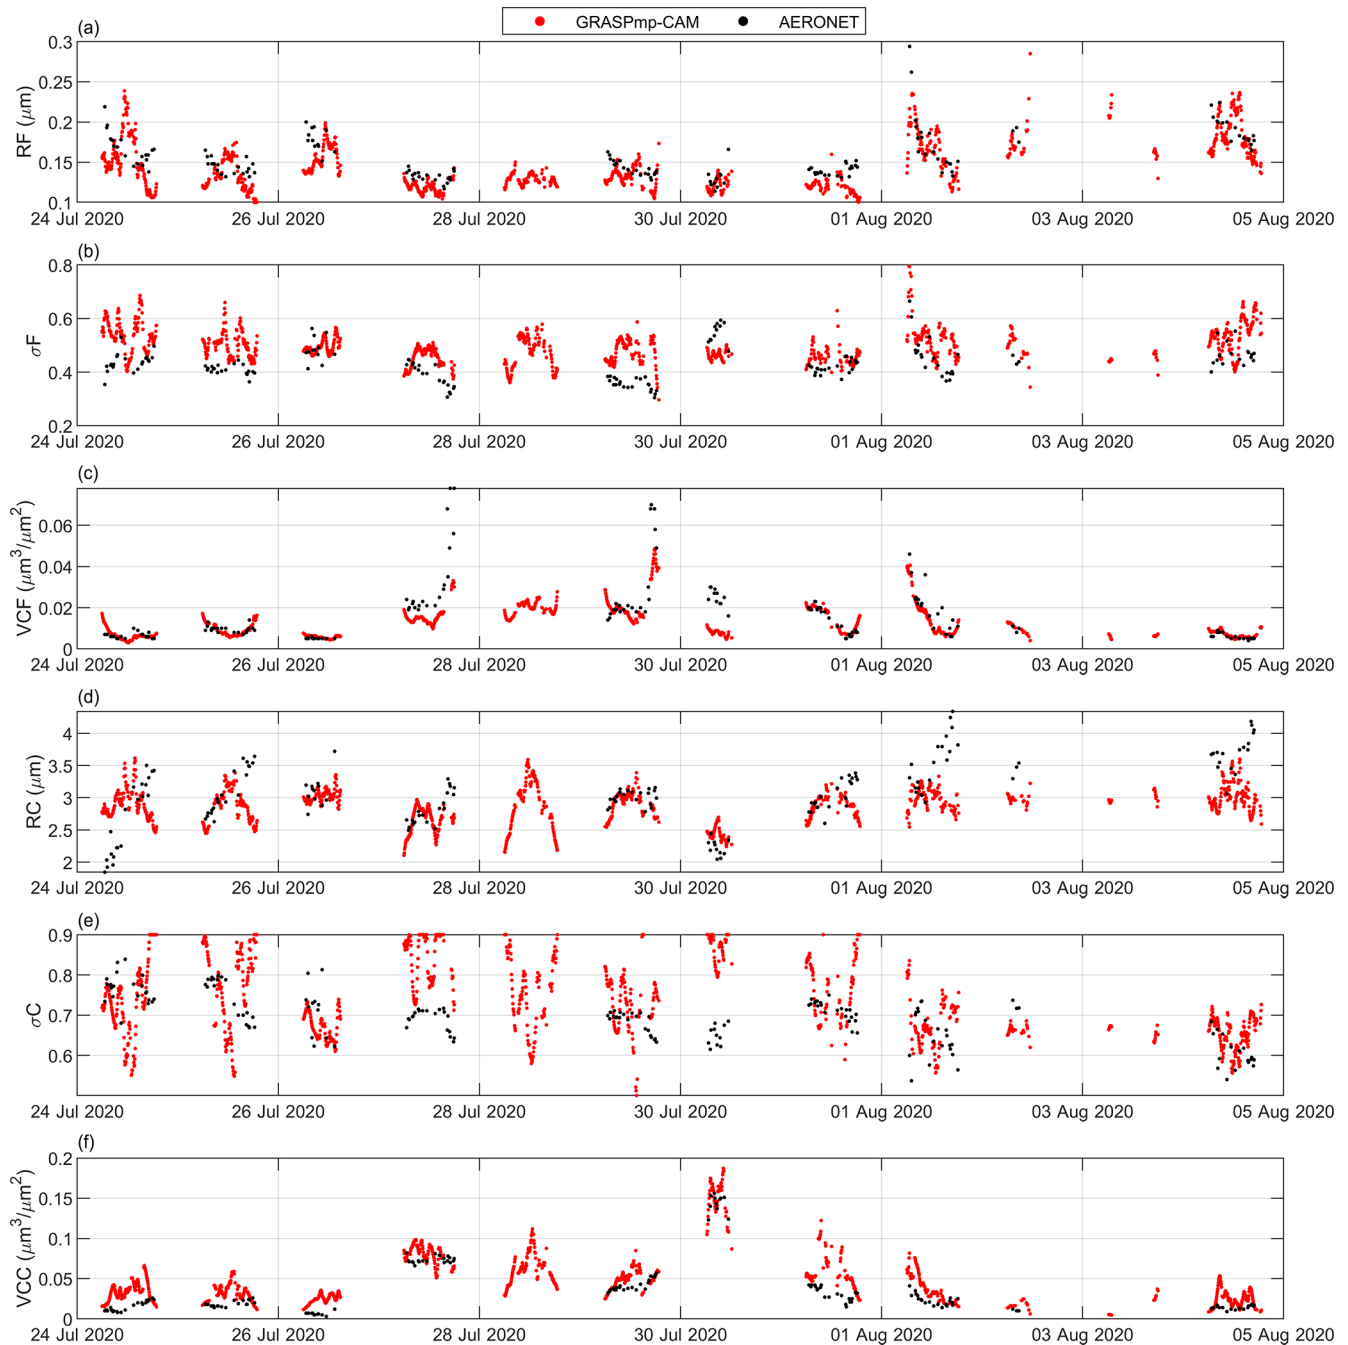 GRASPmp-CAM AERONET
(a)
RF (μm)
0.3
0.25
0.2
0.15
0.1
24 Jul 2020 26 Jul 2020 28 Jul 2020 30 Jul 2020 01 Aug 2020 03 Aug 2020 05 Aug 2020
(b)
σF
0.8
0.6
0.4
0.2
24 Jul 2020 26 Jul 2020 28 Jul 2020 30 Jul 2020 01 Aug 2020 03 Aug 2020 05 Aug 2020
(c)
VCF (μm³/μm²)
0.06
0.04
0.02
0
24 Jul 2020 26 Jul 2020 28 Jul 2020 30 Jul 2020 01 Aug 2020 03 Aug 2020 05 Aug 2020
(d)
RC (μm)
4
3.5
3
2.5
2
24 Jul 2020 26 Jul 2020 28 Jul 2020 30 Jul 2020 01 Aug 2020 03 Aug 2020 05 Aug 2020
(e)
σC
0.9
0.8
0.7
0.6
24 Jul 2020 26 Jul 2020 28 Jul 2020 30 Jul 2020 01 Aug 2020 03 Aug 2020 05 Aug 2020
(f)
VCC (μm³/μm²)
0.2
0.15
0.1
0.05
0
24 Jul 2020 26 Jul 2020 28 Jul 2020 30 Jul 2020 01 Aug 2020 03 Aug 2020 05 Aug 2020